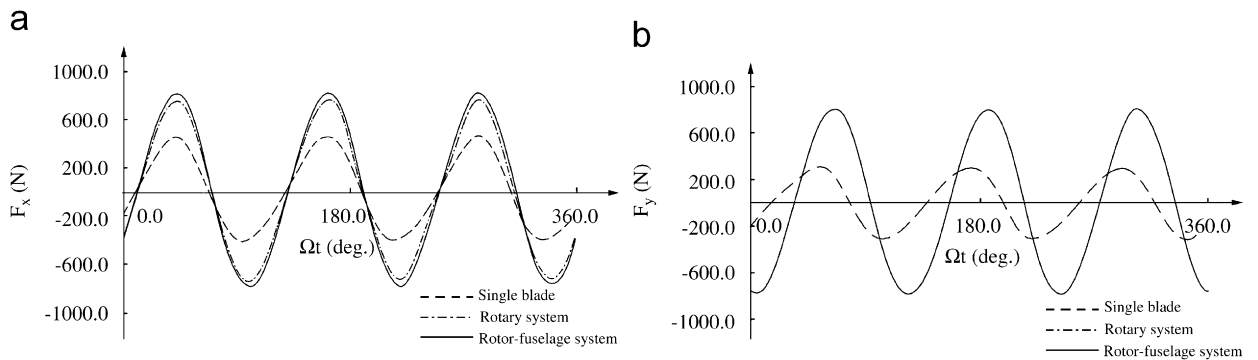 a
1000.0
600.0
200.0
-200.0
-600.0
-1000.0
Fx (N)
0.0
180.0
360.0
Ωt (deg.)
Single blade
Rotary system
Rotor-fuselage system
b
1000.0
600.0
200.0
-200.0
-600.0
-1000.0
Fy (N)
0.0
180.0
360.0
Ωt (deg.)
Single blade
Rotary system
Rotor-fuselage system